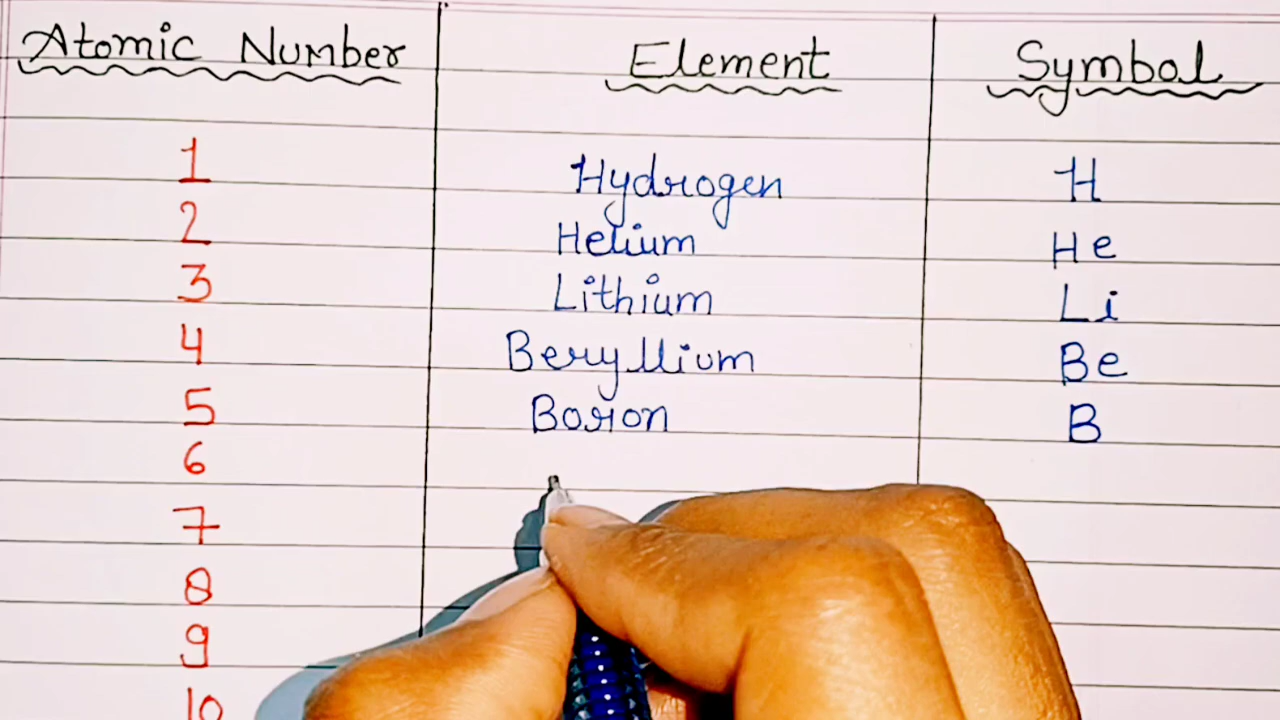 Atomic Number Element Symbol
1 Hydrogen H
2 Helium He
3 Lithium Li
4 Beryllium Be
5 Boron B
6
7
8
9
10